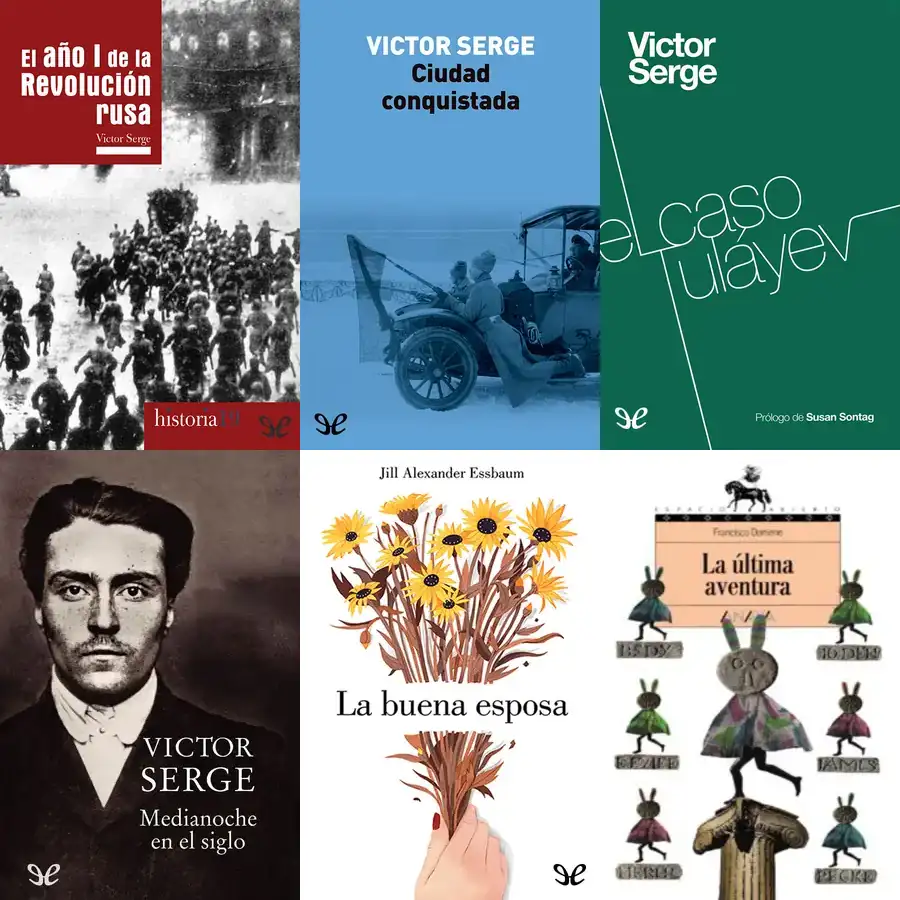 El año I de la
Revolución
rusa
Victor Serge
historia
VICTOR SERGE
Ciudad
conquistada
Victor
Serge
el caso
Tuláyev
Prólogo de Susan Sontag
VICTOR
SERGE
Medianoche
en el siglo
Jill Alexander Essbaum
La buena esposa
ESPACIO ABIERTO
Francisco Domene
La última
aventura
ANAYA
JAMES